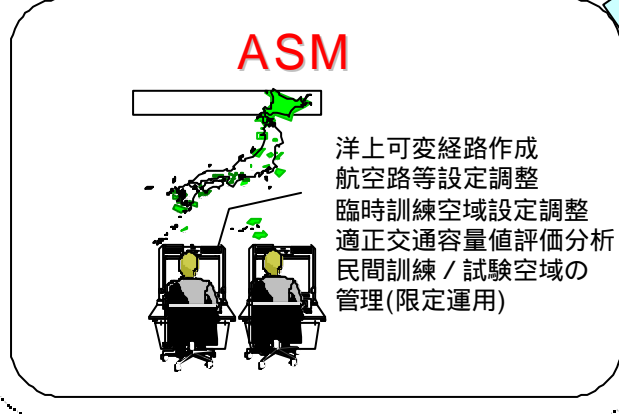 ASM
洋上可変経路作成
航空路等設定調整
臨時訓練空域設定調整
適正交通容量値評価分析
民間訓練／試験空域の
管理(限定運用)